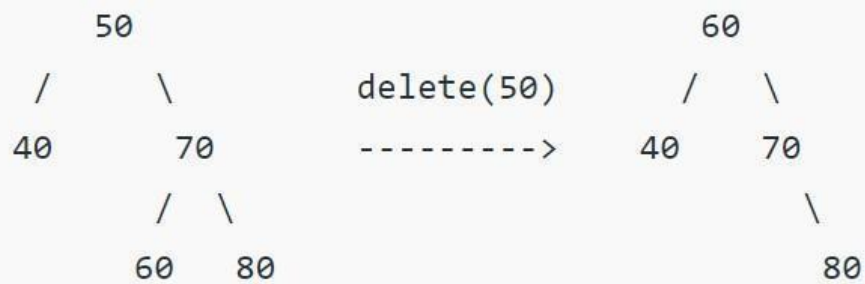 50 60
/ \ delete(50) / \
40 70 ---------> 40 70
/ \ \
60 80 80